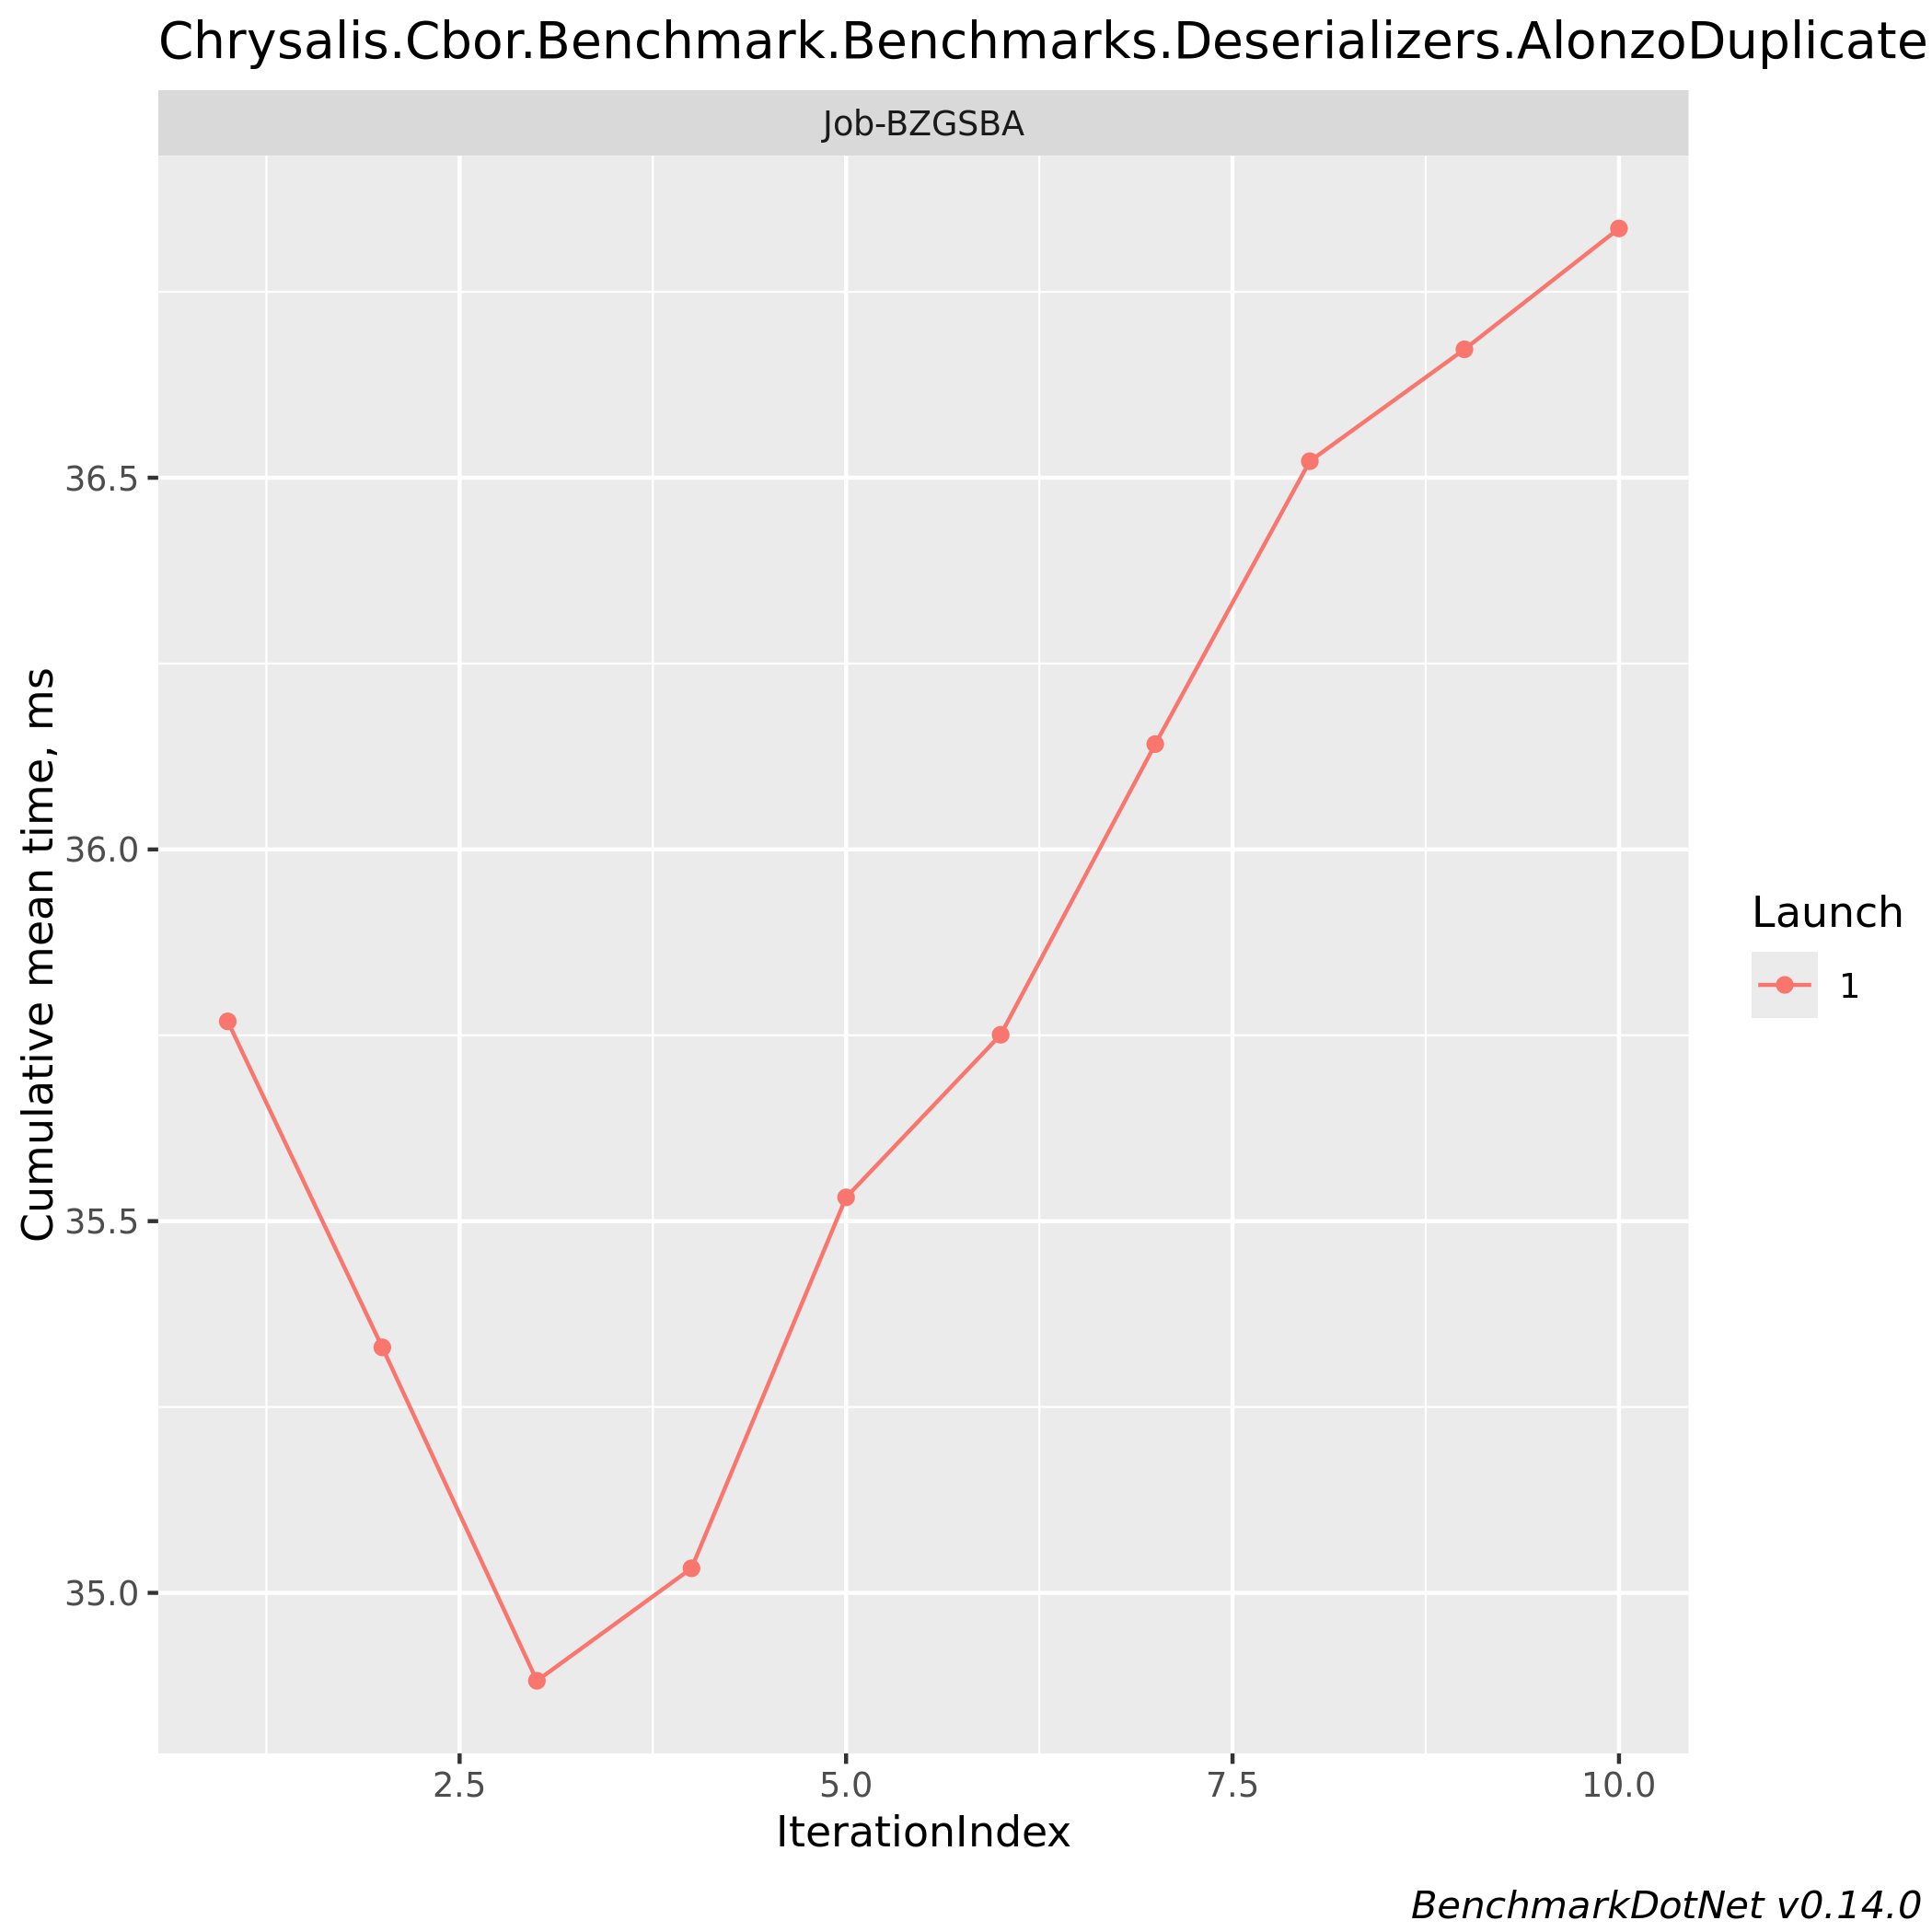 Chrysalis.Cbor.Benchmark.Benchmarks.Deserializers.AlonzoDuplicate
Job-BZGSBA
Cumulative mean time, ms
36.5
36.0
35.5
35.0
2.5 5.0 7.5 10.0
IterationIndex
Launch
1
BenchmarkDotNet v0.14.0